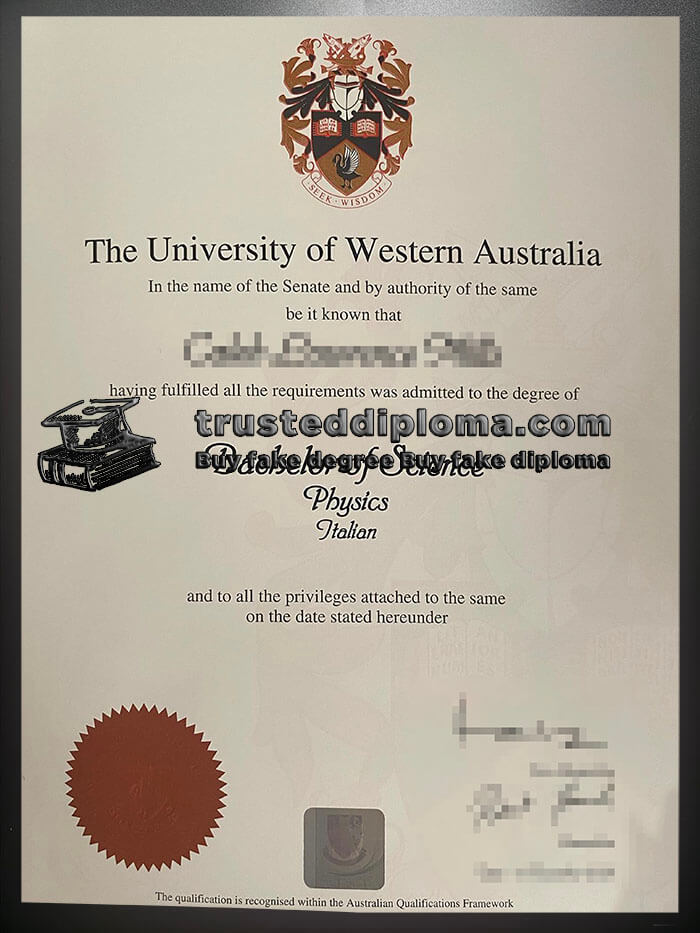 SEEK · WISDOM
The University of Western Australia
In the name of the Senate and by authority of the same
be it known that
having fulfilled all the requirements was admitted to the degree of
trusteddiploma.com
Buy fake degree Buy fake diploma
Bachelor of Science
Physics
Italian
and to all the privileges attached to the same
on the date stated hereunder
The qualification is recognised within the Australian Qualifications Framework